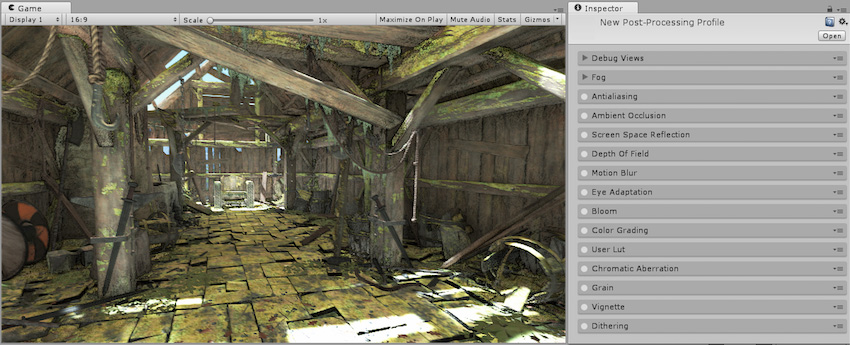 Game
Display 1 16:9 Scale 1x Maximize On Play Mute Audio Stats Gizmos
Inspector
New Post-Processing Profile
Open
Debug Views
Fog
Antialiasing
Ambient Occlusion
Screen Space Reflection
Depth Of Field
Motion Blur
Eye Adaptation
Bloom
Color Grading
User Lut
Chromatic Aberration
Grain
Vignette
Dithering